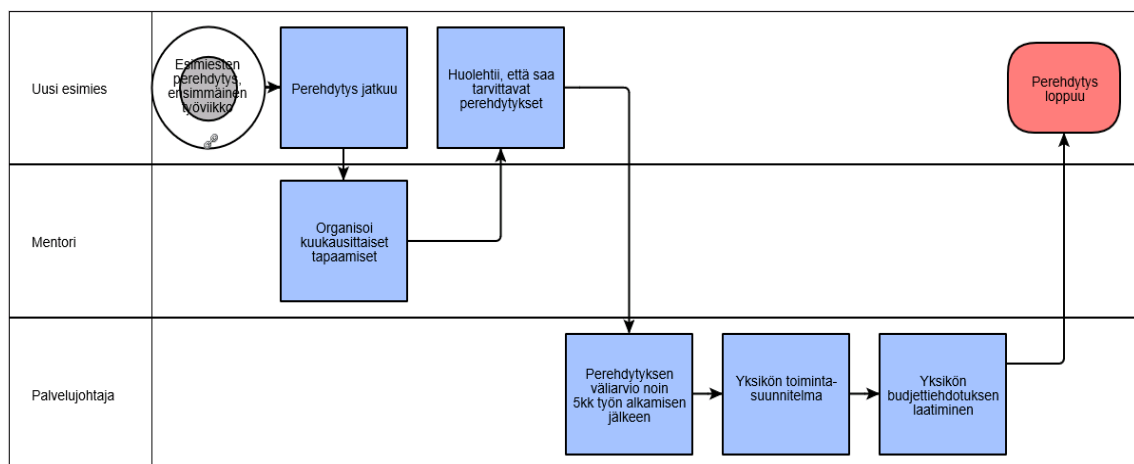 Uusi esimies
Esimiesten
perehdytys,
ensimmäinen
työviikko
Perehdytys jatkuu
Huolehtii, että saa
tarvittavat
perehdytykset
Perehdytys
loppuu
Mentori
Organisoi
kuukausittaiset
tapaamiset
Palvelujohtaja
Perehdytyksen
väliarvio noin
5kk työn alkamisen
jälkeen
Yksikön toiminta-
suunnitelma
Yksikön
budjettiehdotuksen
laatiminen